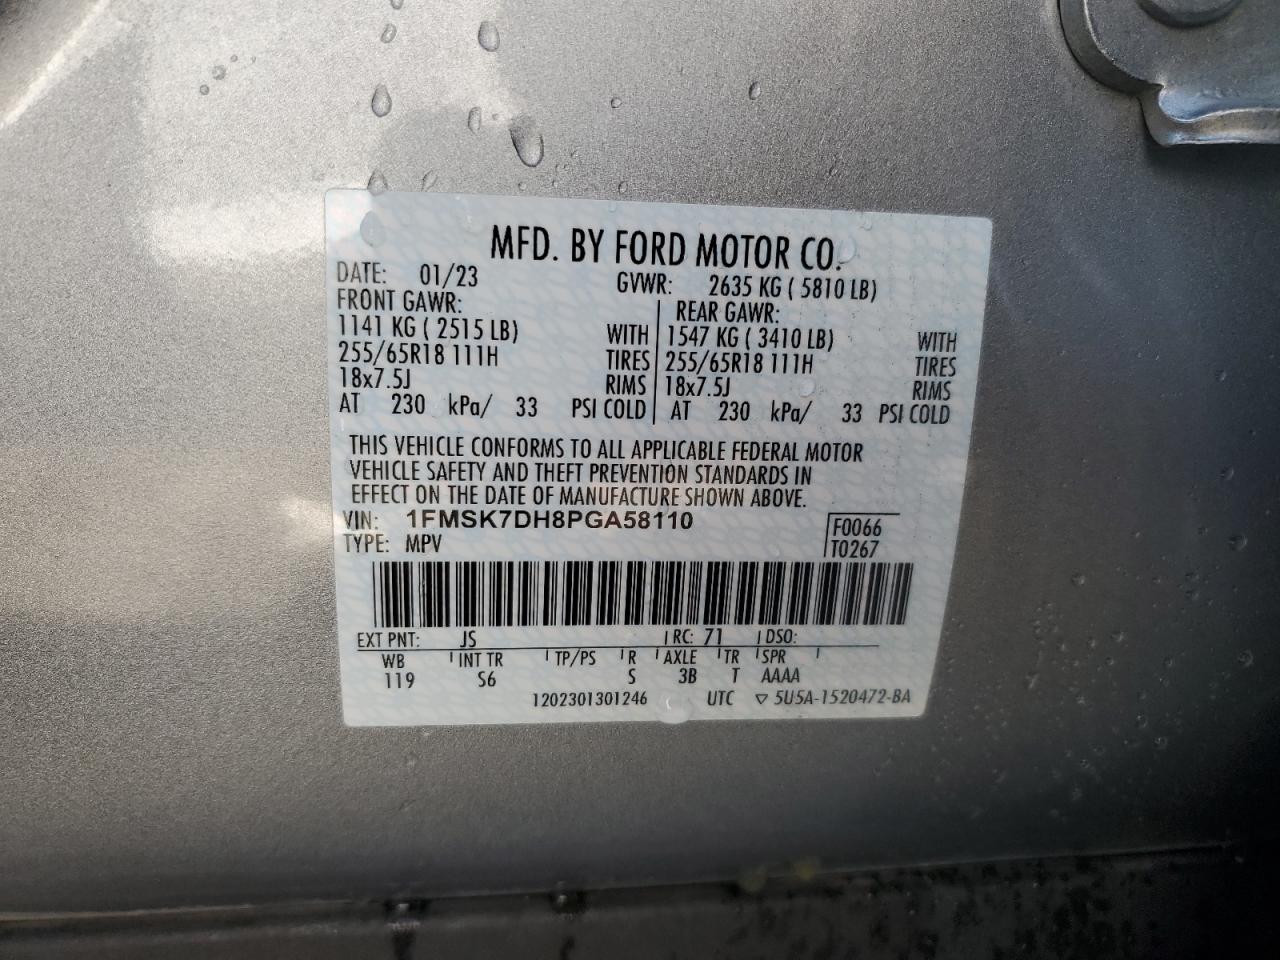 MFD. BY FORD MOTOR CO.
DATE: 01/23 GVWR: 2635 KG ( 5810 LB)
FRONT GAWR: REAR GAWR:
1141 KG ( 2515 LB) WITH 1547 KG ( 3410 LB) WITH
255/65R18 111H TIRES 255/65R18 111H TIRES
18x7.5J RIMS 18x7.5J RIMS
AT 230 kPa/ 33 PSI COLD AT 230 kPa/ 33 PSI COLD
THIS VEHICLE CONFORMS TO ALL APPLICABLE FEDERAL MOTOR
VEHICLE SAFETY AND THEFT PREVENTION STANDARDS IN
EFFECT ON THE DATE OF MANUFACTURE SHOWN ABOVE.
VIN: 1FMSK7DH8PGA58110 F0066
TYPE: MPV T0267
EXT PNT: JS RC: 71 DSO:
WB INT TR TP/PS R AXLE TR SPR
119 S6 S 3B T AAAA
1202301301246 UTC ▽ 5U5A-1520472-BA